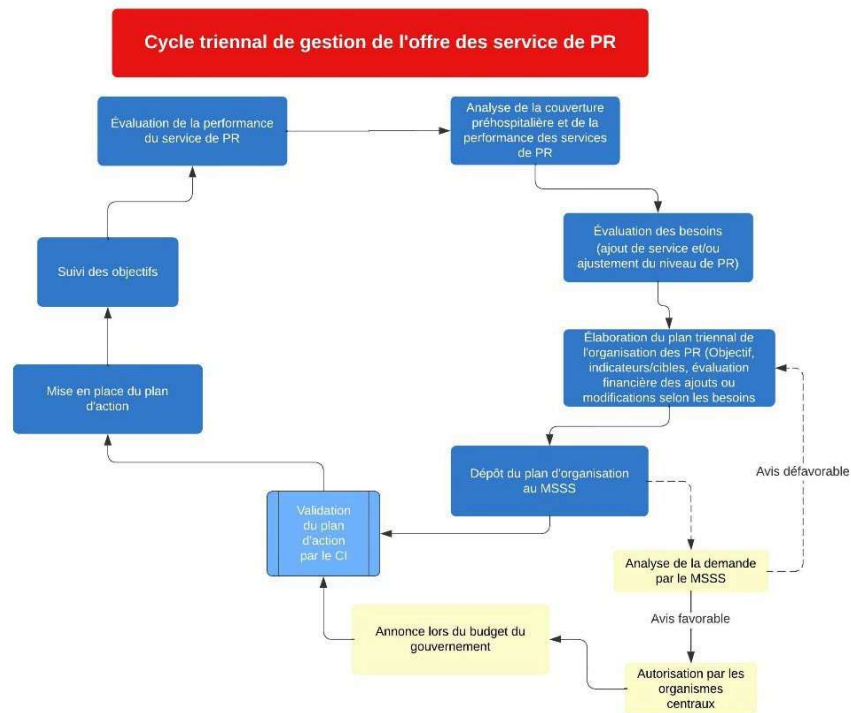 Cycle triennal de gestion de l'offre des service de PR
Évaluation de la performance
du service de PR
Analyse de la couverture
préhospitalière et de la
performance des services
de PR
Évaluation des besoins
(ajout de service et/ou
ajustement du niveau de PR)
Suivi des objectifs
Élaboration du plan triennal de
l'organisation des PR (Objectif,
indicateurs/cibles, évaluation
financière des ajouts ou
modifications selon les besoins
Mise en place du plan
d'action
Dépôt du plan d'organisation
au MSSS
Avis défavorable
Validation
du plan
d'action
par le CI
Analyse de la demande
par le MSSS
Avis favorable
Annonce lors du budget du
gouvernement
Autorisation par les
organismes
centraux